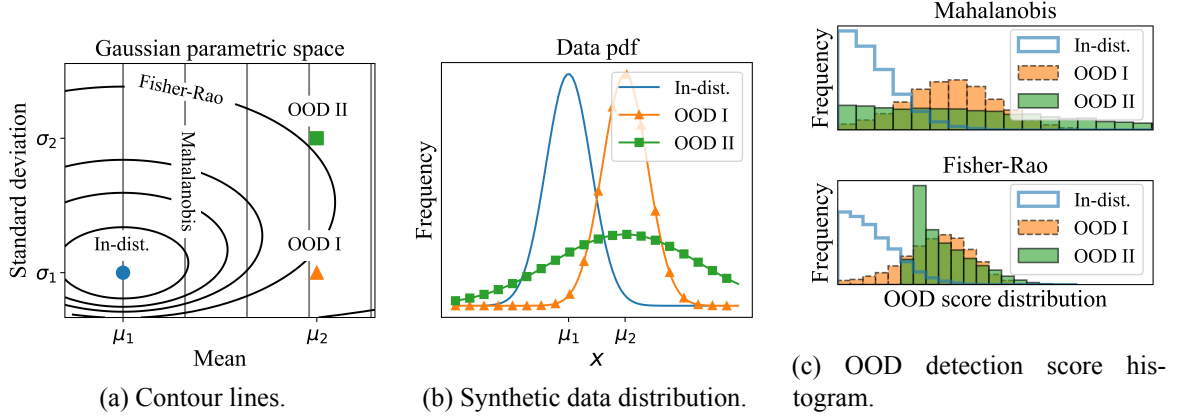 Gaussian parametric space
Fisher-Rao
OOD II
σ₂
Mahalanobis
In-dist.
OOD I
σ₁
Standard deviation
μ₁
μ₂
Mean
(a) Contour lines.
Data pdf
In-dist.
OOD I
OOD II
Frequency
μ₁
μ₂
x
(b) Synthetic data distribution.
Mahalanobis
In-dist.
OOD I
OOD II
Frequency
Fisher-Rao
In-dist.
OOD I
OOD II
Frequency
OOD score distribution
(c) OOD detection score his-
togram.